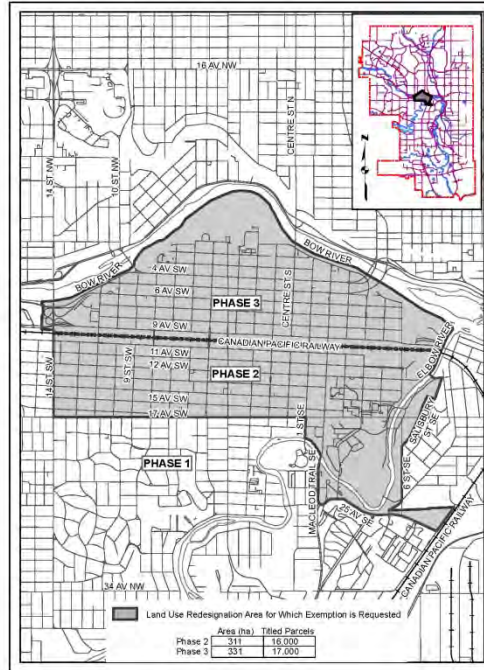 16 AV NW
CENTRE ST N
14 ST NW
10 ST NW
Z
BOW RIVER
BOW RIVER
4 AV SW
6 AV SW
PHASE 3
CENTRE ST S
9 AV SW
CANADIAN PACIFIC RAILWAY
ELBOW RIVER
14 ST SW
9 ST SW
11 AV SW
12 AV SW
PHASE 2
15 AV SW
17 AV SW
1 ST SE
SALISBURY ST SE
6 ST SE
PHASE 1
MACLEOD TRAIL SE
25 AV SE
CANADIAN PACIFIC RAILWAY
34 AV NW
Land Use Redesignation Area for Which Exemption is Requested
Area (ha) Titled Parcels
Phase 2 311 16,000
Phase 3 331 17,000